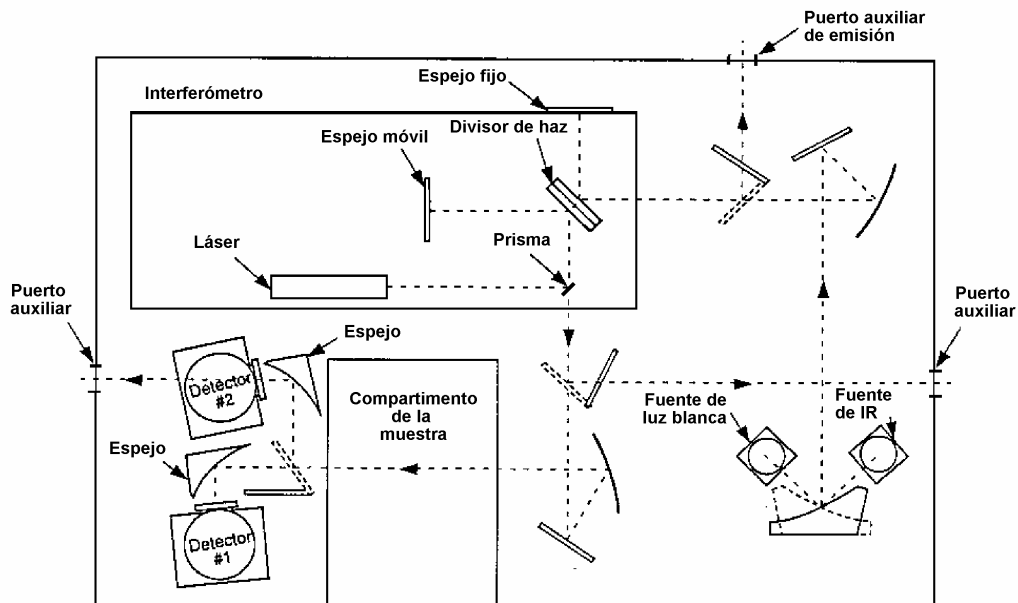 Puerto auxiliar
de emisión
Espejo fijo
Interferómetro
Divisor de haz
Espejo móvil
Prisma
Láser
Puerto
auxiliar
Puerto
auxiliar
Espejo
Detector
#2
Compartimento
de la
muestra
Fuente de
luz blanca
Fuente
de IR
Espejo
Detector
#1